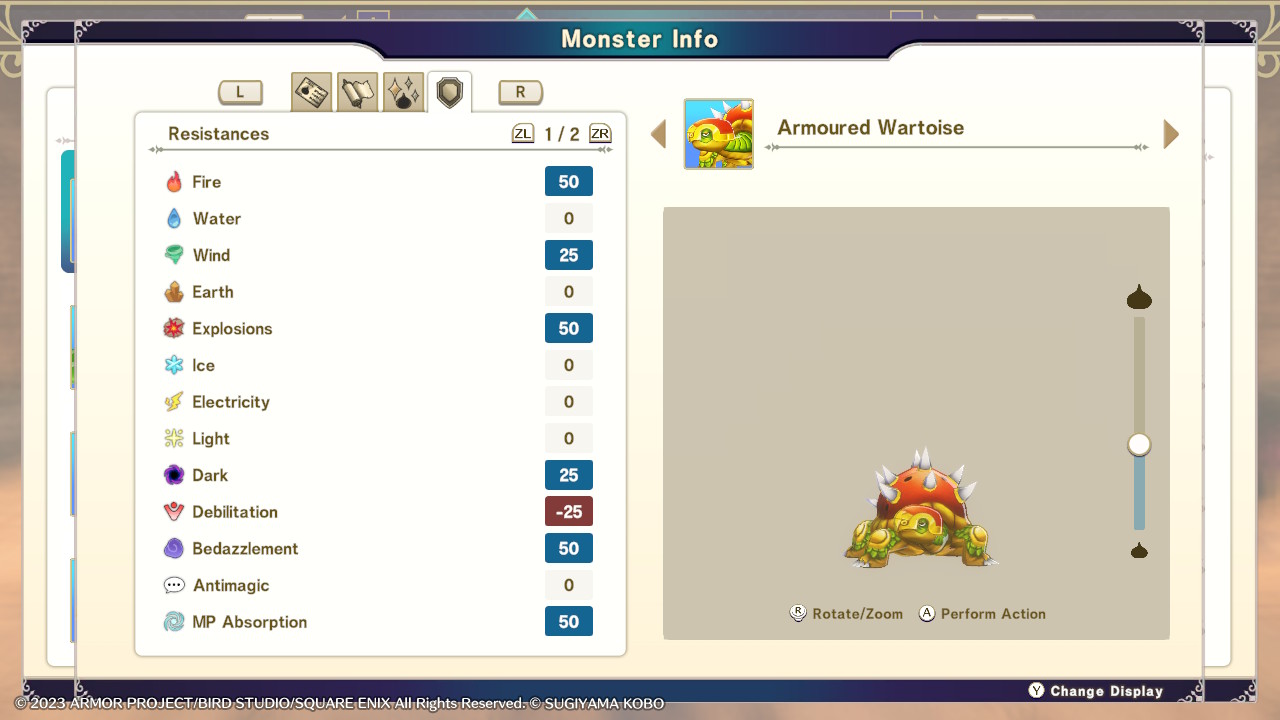 Monster Info
L R
Resistances ZL 1 / 2 ZR
Fire 50
Water 0
Wind 25
Earth 0
Explosions 50
Ice 0
Electricity 0
Light 0
Dark 25
Debilitation -25
Bedazzlement 50
Antimagic 0
MP Absorption 50
Armoured Wartoise
R Rotate/Zoom A Perform Action
Y Change Display
© 2023 ARMOR PROJECT/BIRD STUDIO/SQUARE ENIX All Rights Reserved. © SUGIYAMA KOBO